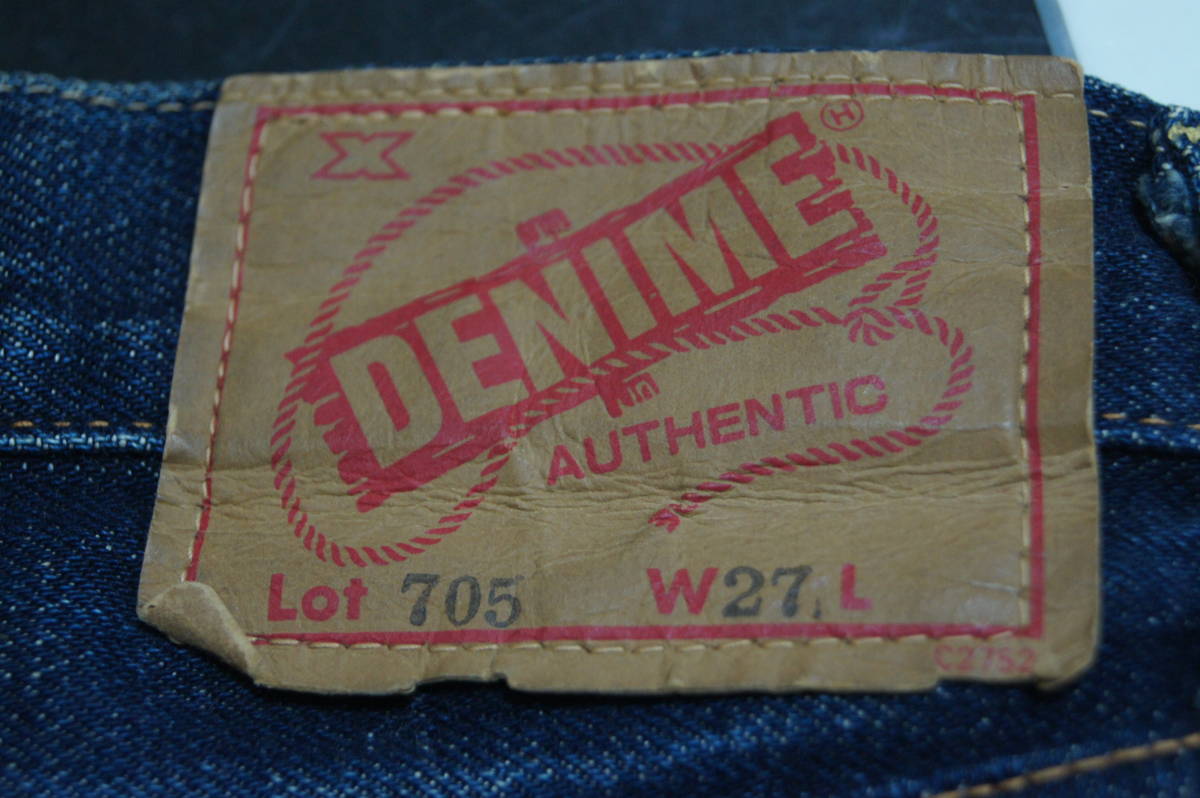 X
DENIME Ⓗ
AUTHENTIC
Lot 705 W27 L
C2752